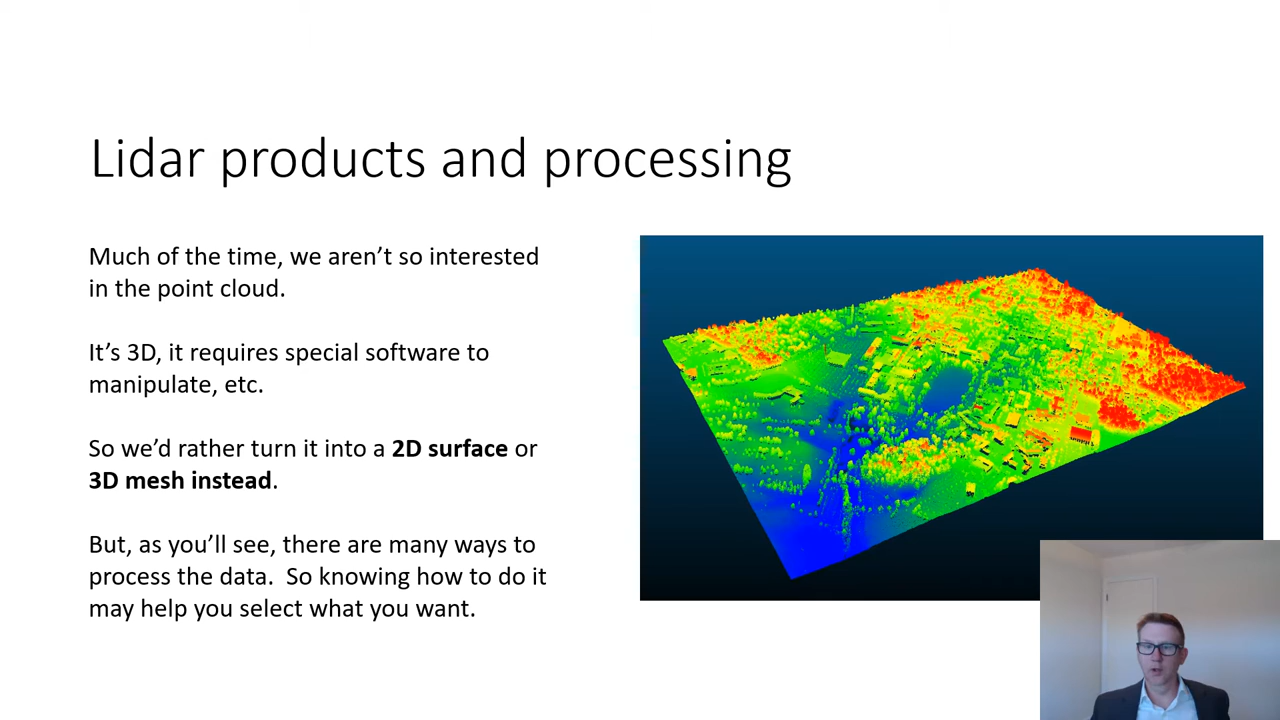 Lidar products and processing
Much of the time, we aren’t so interested
in the point cloud.
It’s 3D, it requires special software to
manipulate, etc.
So we’d rather turn it into a 2D surface or
3D mesh instead.
But, as you’ll see, there are many ways to
process the data.  So knowing how to do it
may help you select what you want.